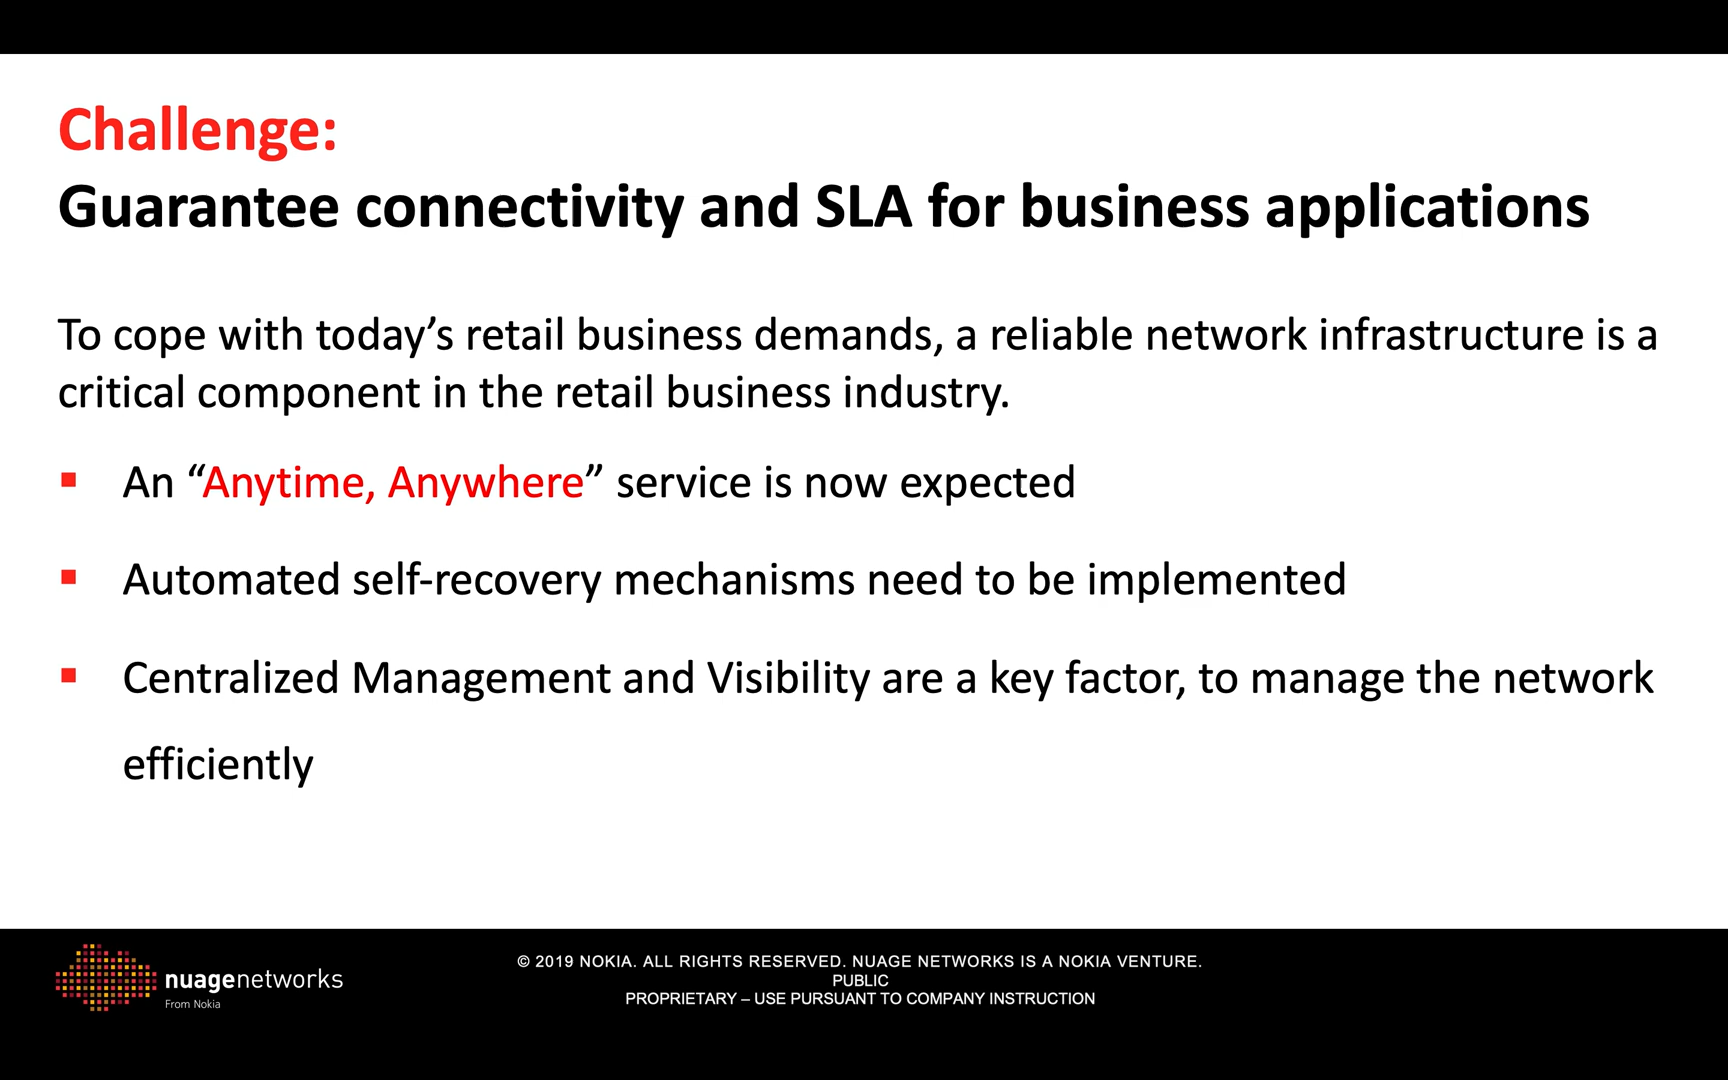 Challenge:
Guarantee connectivity and SLA for business applications
To cope with today’s retail business demands, a reliable network infrastructure is a
critical component in the retail business industry.
▪ An “Anytime, Anywhere” service is now expected
▪ Automated self-recovery mechanisms need to be implemented
▪ Centralized Management and Visibility are a key factor, to manage the network
efficiently
nuagenetworks
From Nokia
© 2019 NOKIA. ALL RIGHTS RESERVED. NUAGE NETWORKS IS A NOKIA VENTURE.
PUBLIC
PROPRIETARY – USE PURSUANT TO COMPANY INSTRUCTION